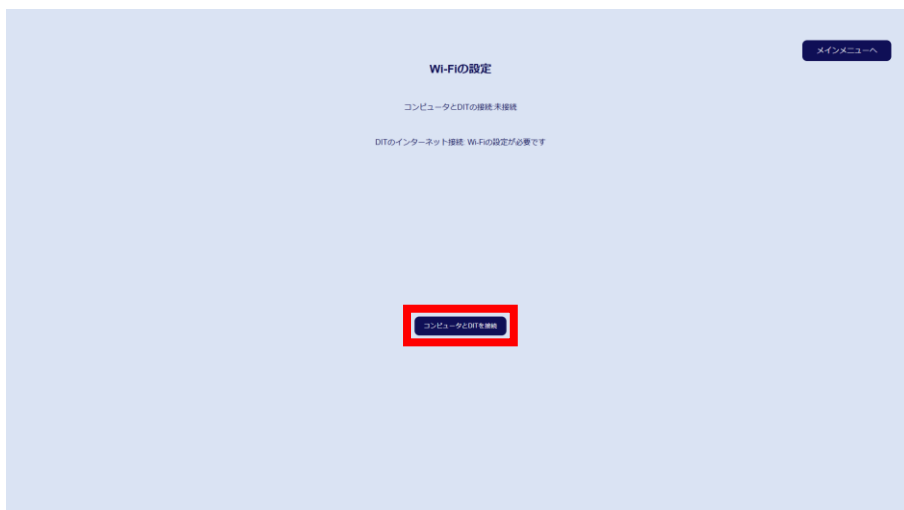 メインメニューへ
Wi-Fiの設定
コンピュータとDITの接続:未接続
DITのインターネット接続: Wi-Fiの設定が必要です
コンピュータとDITを接続